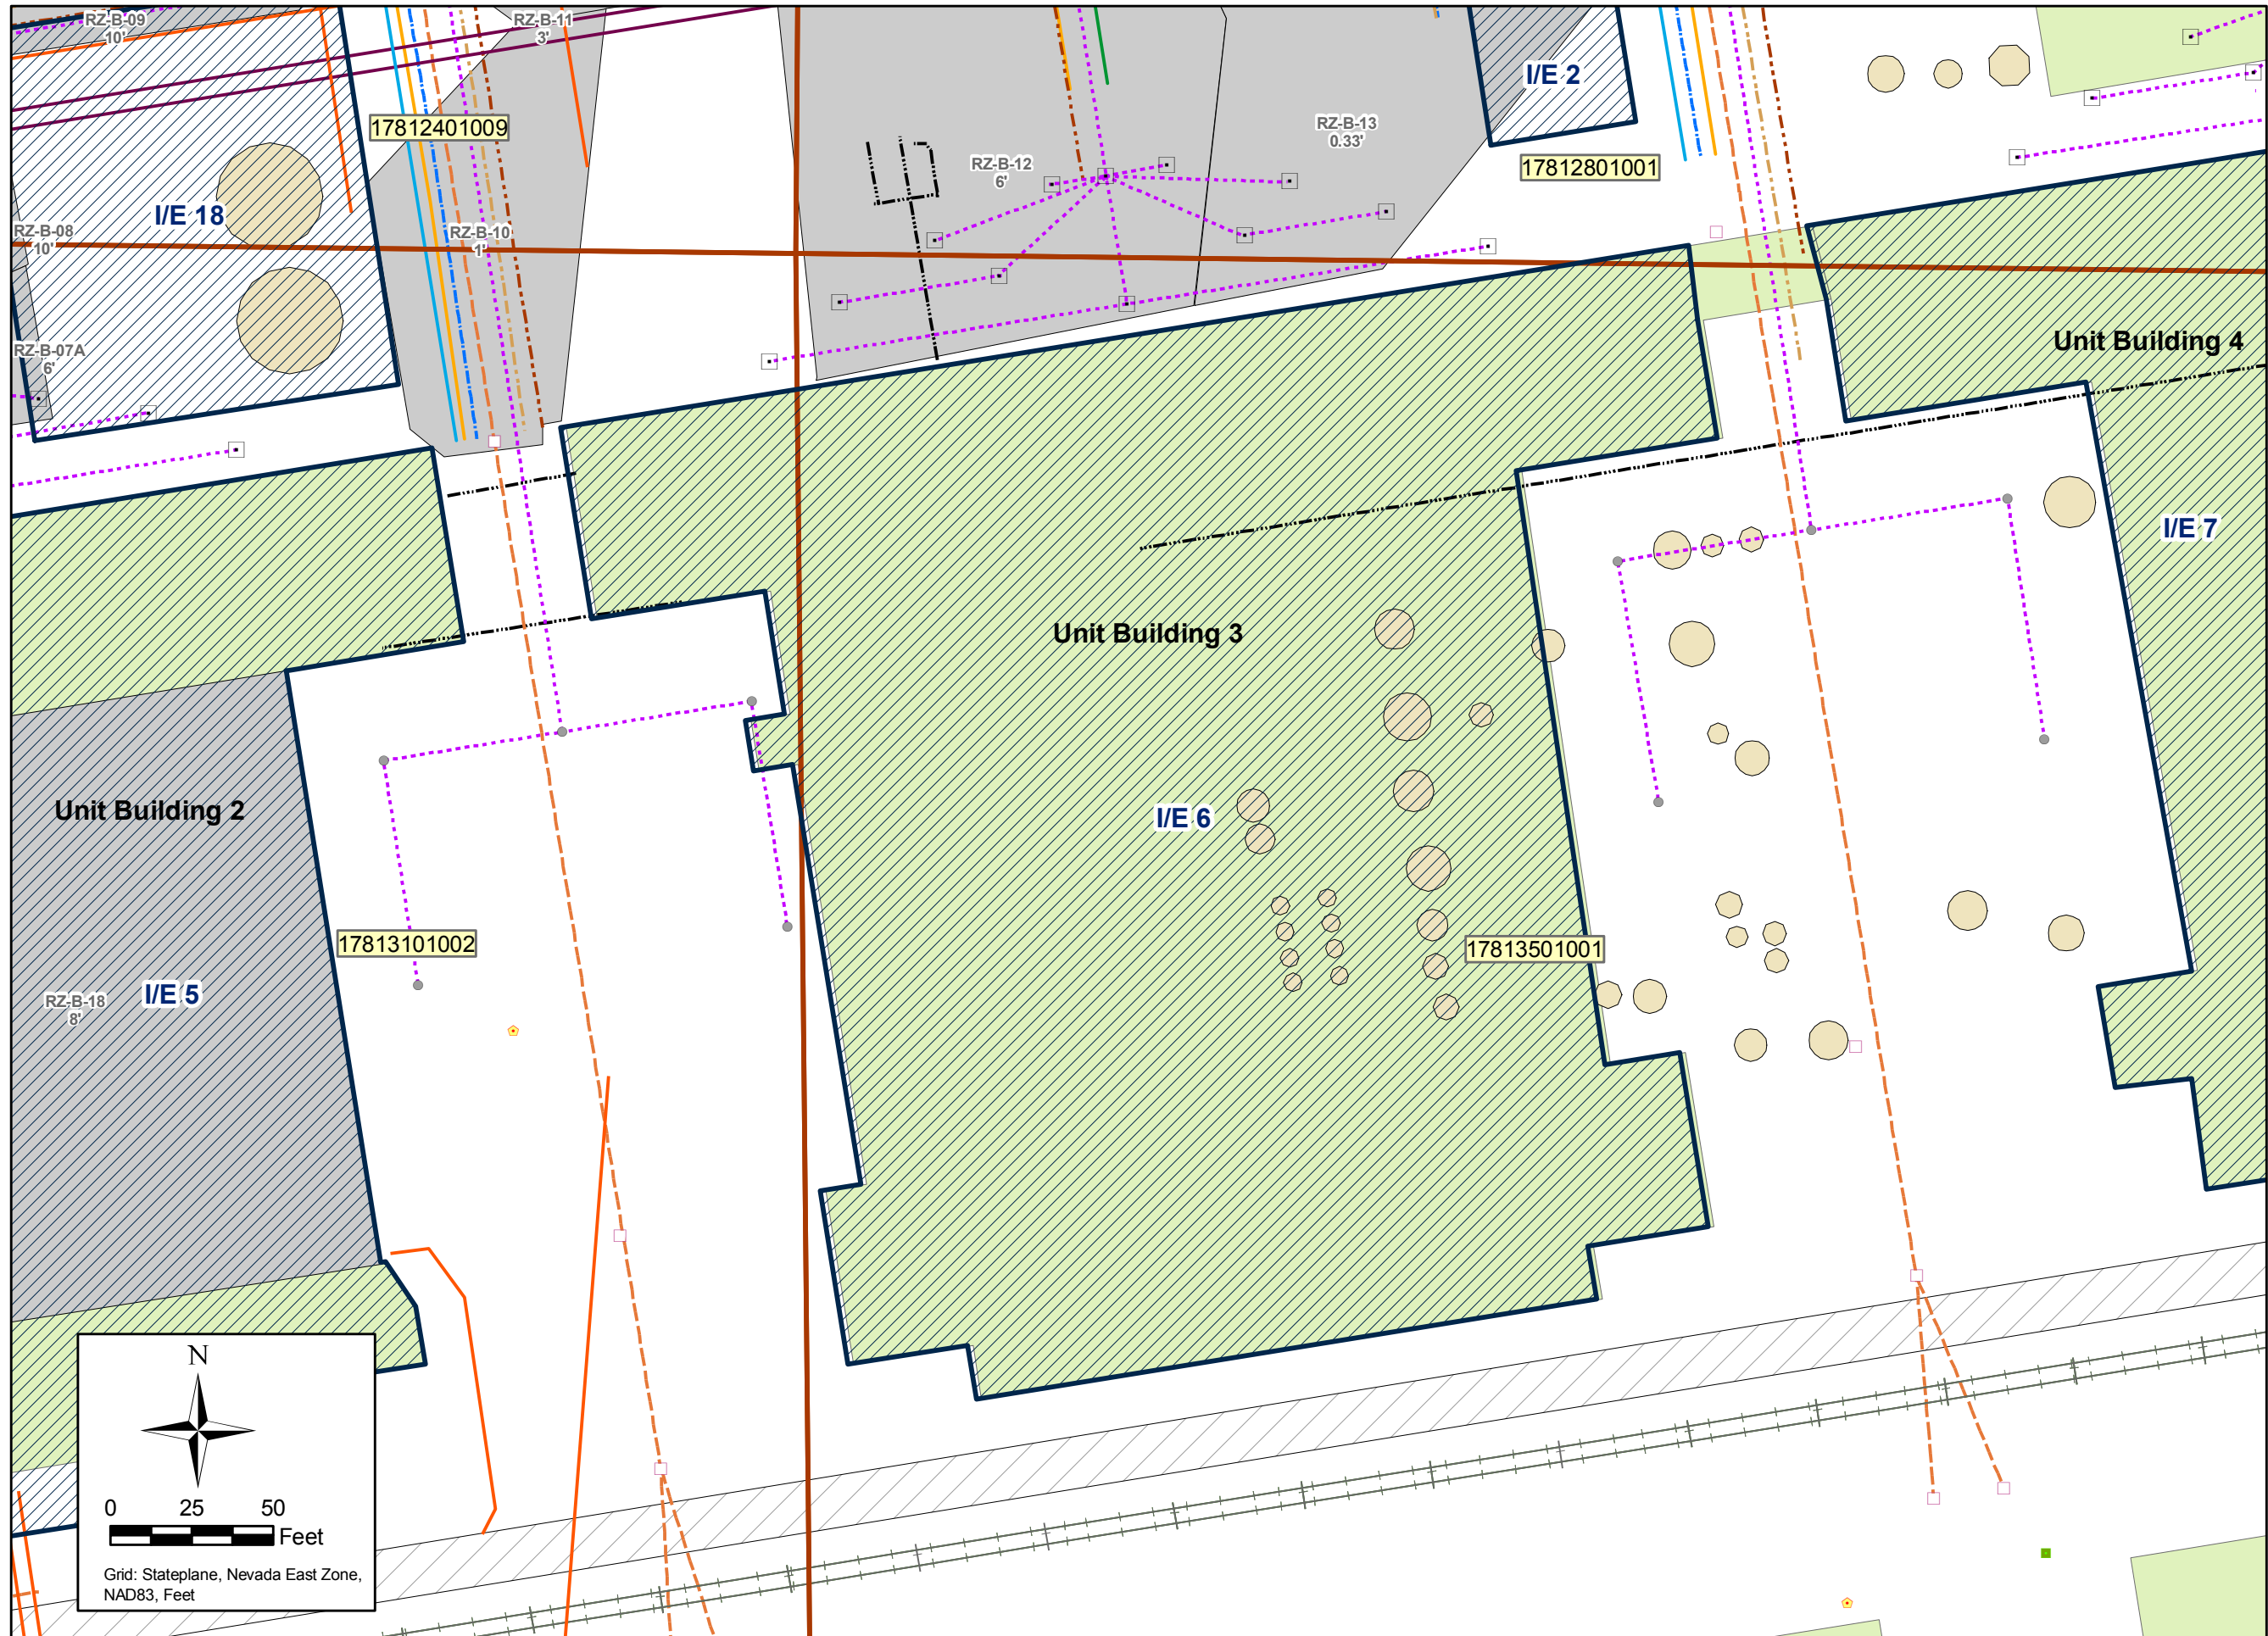 RZ-B-09
10'
RZ-B-11
3'
I/E 2
17812401009
RZ-B-13
0.33'
RZ-B-12
6'
17812801001
I/E 18
RZ-B-08
10'
RZ-B-10
1'
RZ-B-07A
6'
Unit Building 4
I/E 7
Unit Building 3
Unit Building 2
I/E 6
17813101002
17813501001
RZ-B-18
8'
I/E 5
N
0 25 50
Feet
Grid: Stateplane, Nevada East Zone,
NAD83, Feet